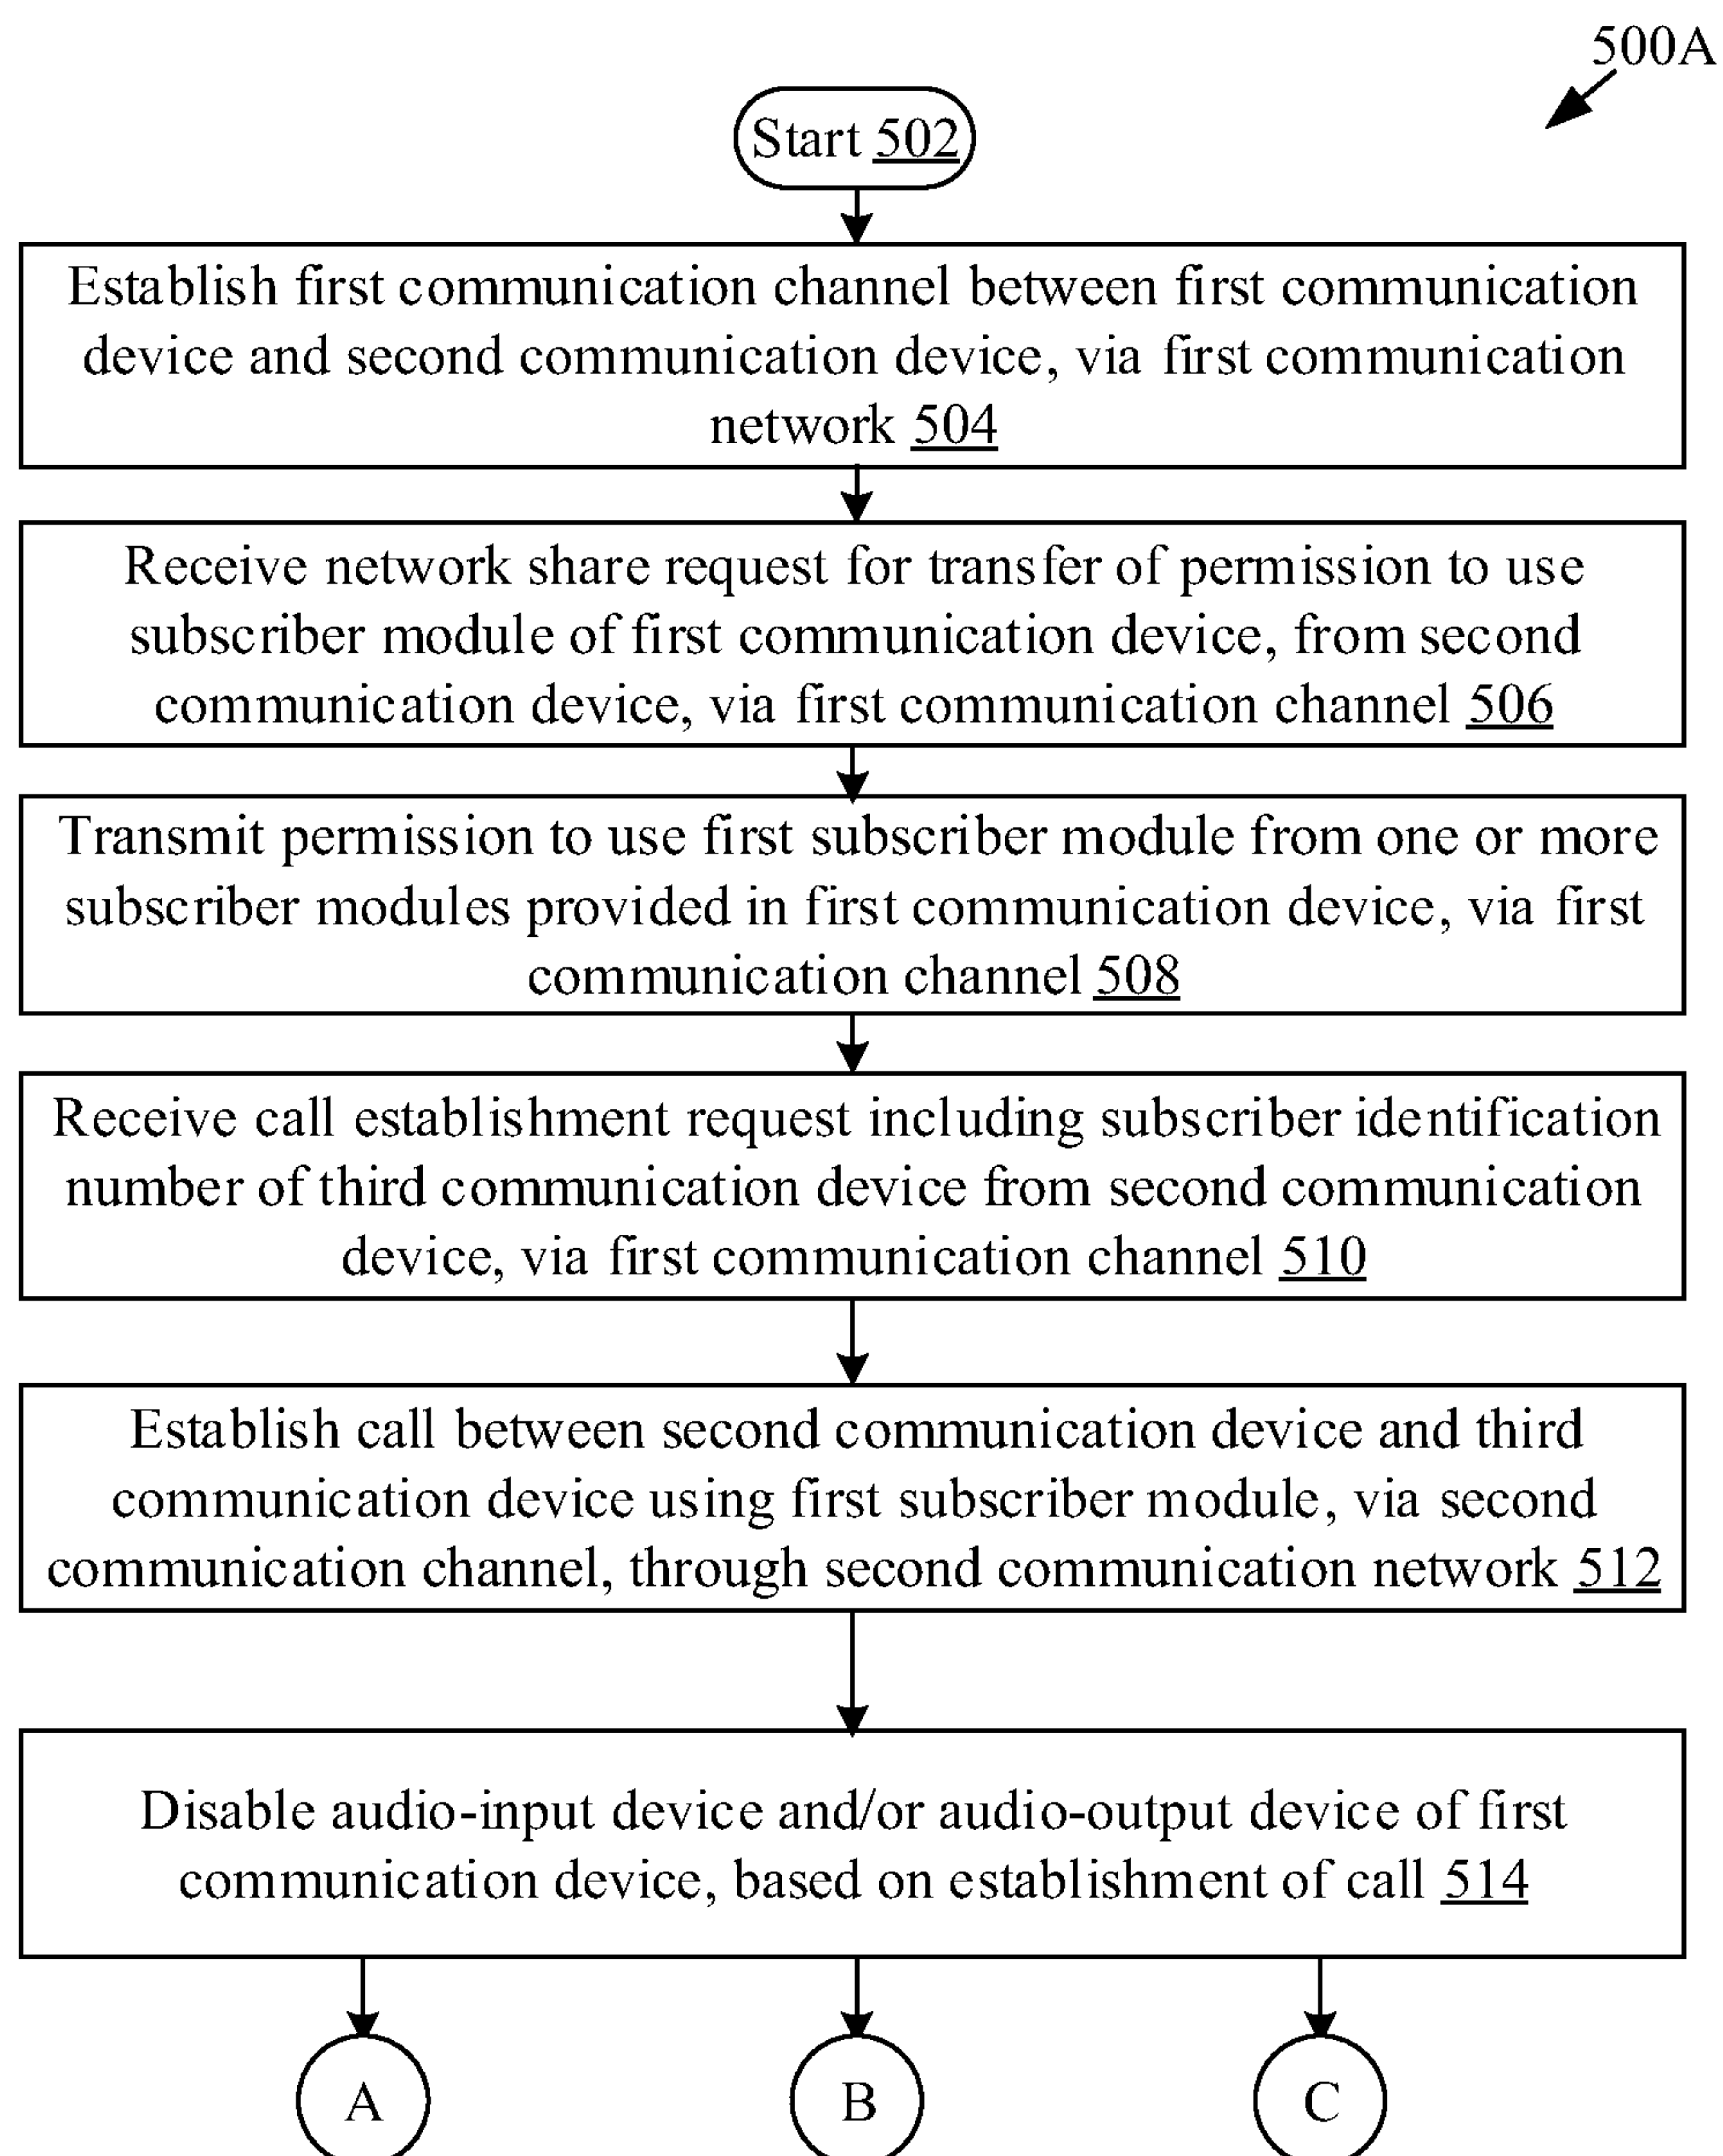 500A
Start 502
Establish first communication channel between first communication
device and second communication device, via first communication
network 504
Receive network share request for transfer of permission to use
subscriber module of first communication device, from second
communication device, via first communication channel 506
Transmit permission to use first subscriber module from one or more
subscriber modules provided in first communication device, via first
communication channel 508
Receive call establishment request including subscriber identification
number of third communication device from second communication
device, via first communication channel 510
Establish call between second communication device and third
communication device using first subscriber module, via second
communication channel, through second communication network 512
Disable audio-input device and/or audio-output device of first
communication device, based on establishment of call 514
A
B
C